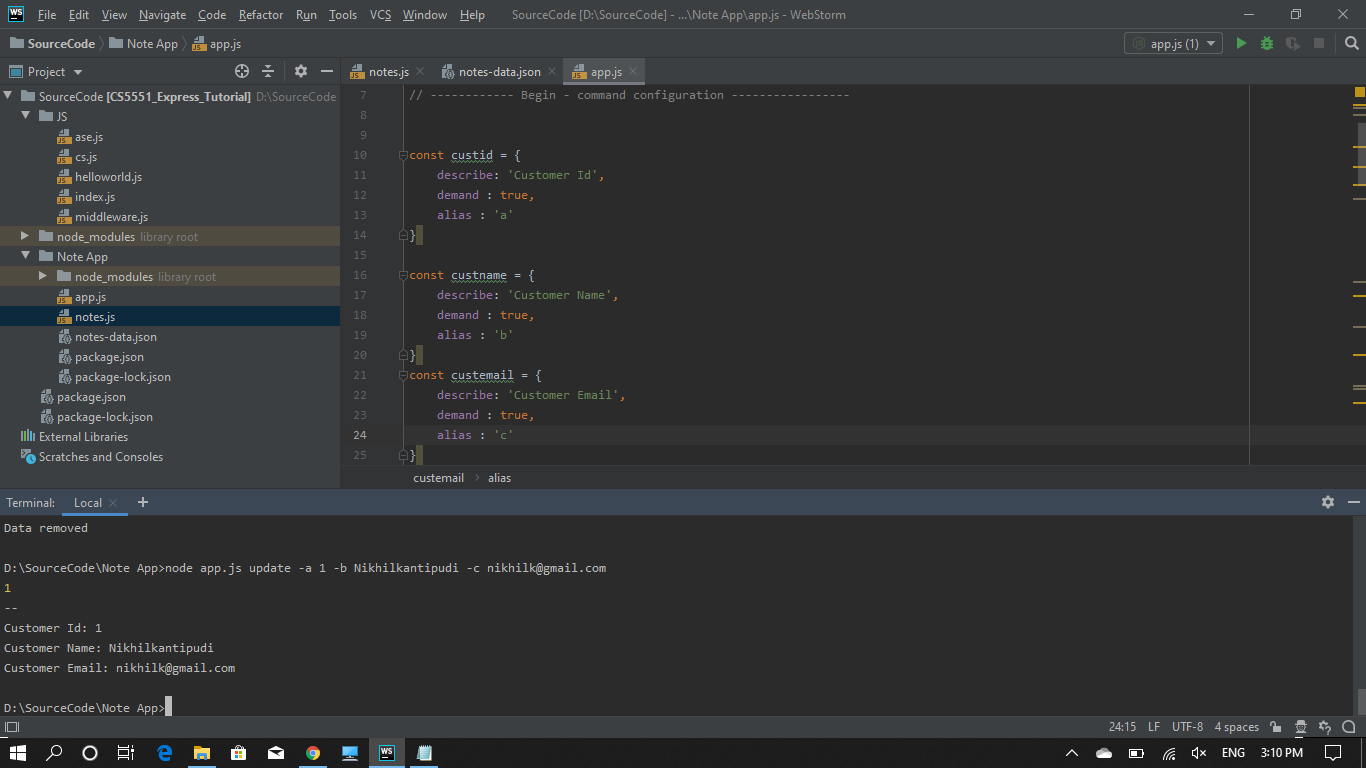 WS File Edit View Navigate Code Refactor Run Tools VCS Window Help SourceCode [D:\SourceCode] - ...\Note App\app.js - WebStorm
SourceCode Note App app.js app.js (1)
Project
notes.js notes-data.json app.js
SourceCode [CS5551_Express_Tutorial] D:\SourceCode
JS
ase.js
cs.js
helloworld.js
index.js
middleware.js
node_modules library root
Note App
node_modules library root
app.js
notes.js
notes-data.json
package.json
package-lock.json
package.json
package-lock.json
External Libraries
Scratches and Consoles
7 // ------------ Begin - command configuration -----------------
8
9
10 const custid = {
11 describe: 'Customer Id',
12 demand : true,
13 alias : 'a'
14 }
15
16 const custname = {
17 describe: 'Customer Name',
18 demand : true,
19 alias : 'b'
20 }
21 const custemail = {
22 describe: 'Customer Email',
23 demand : true,
24 alias : 'c'
25 }
custemail alias
Terminal: Local
Data removed
D:\SourceCode\Note App>node app.js update -a 1 -b Nikhilkantipudi -c nikhilk@gmail.com
1
--
Customer Id: 1
Customer Name: Nikhilkantipudi
Customer Email: nikhilk@gmail.com
D:\SourceCode\Note App>
24:15 LF UTF-8 4 spaces
WS ENG 3:10 PM